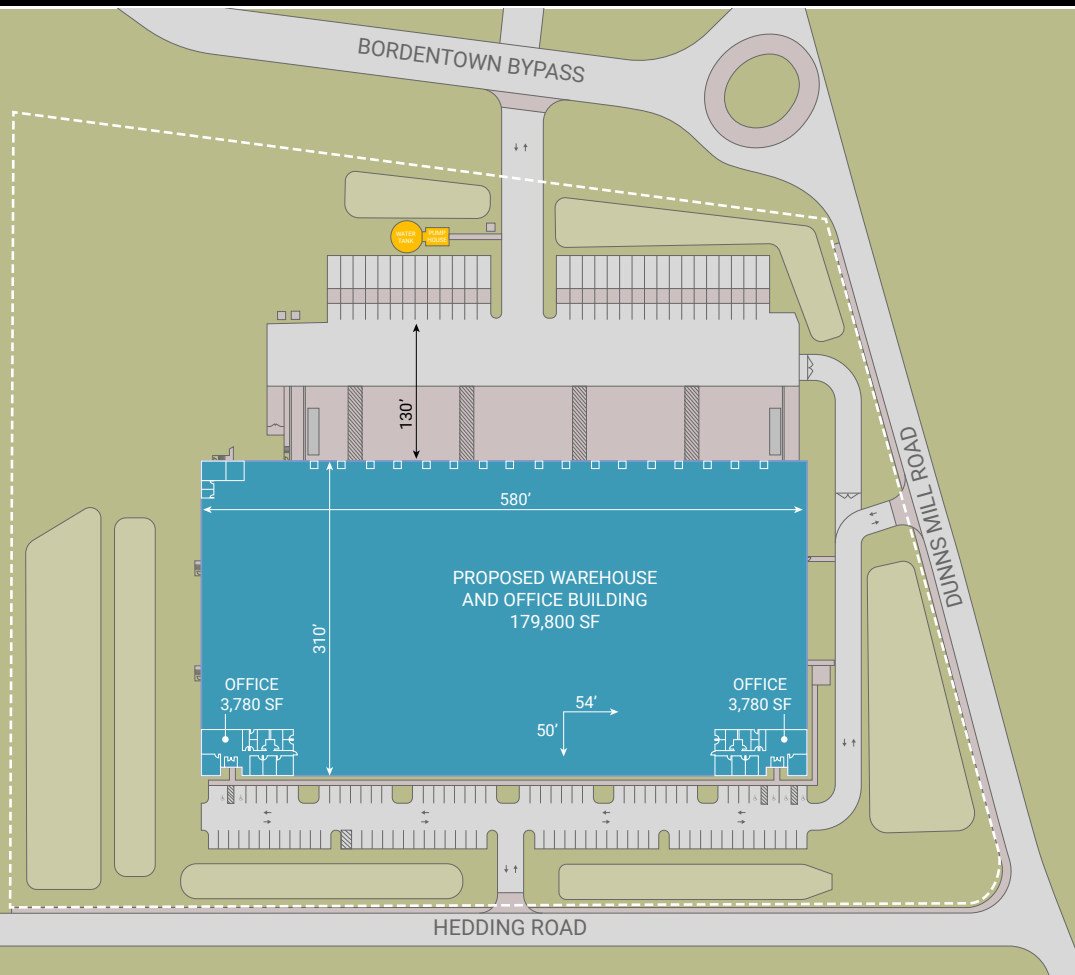 BORDENTOWN BYPASS
WATER
TANK
PUMP
HOUSE
130’
DUNNS MILL ROAD
580’
PROPOSED WAREHOUSE
AND OFFICE BUILDING
179,800 SF
310’
OFFICE
3,780 SF
OFFICE
3,780 SF
54’
50’
HEDDING ROAD